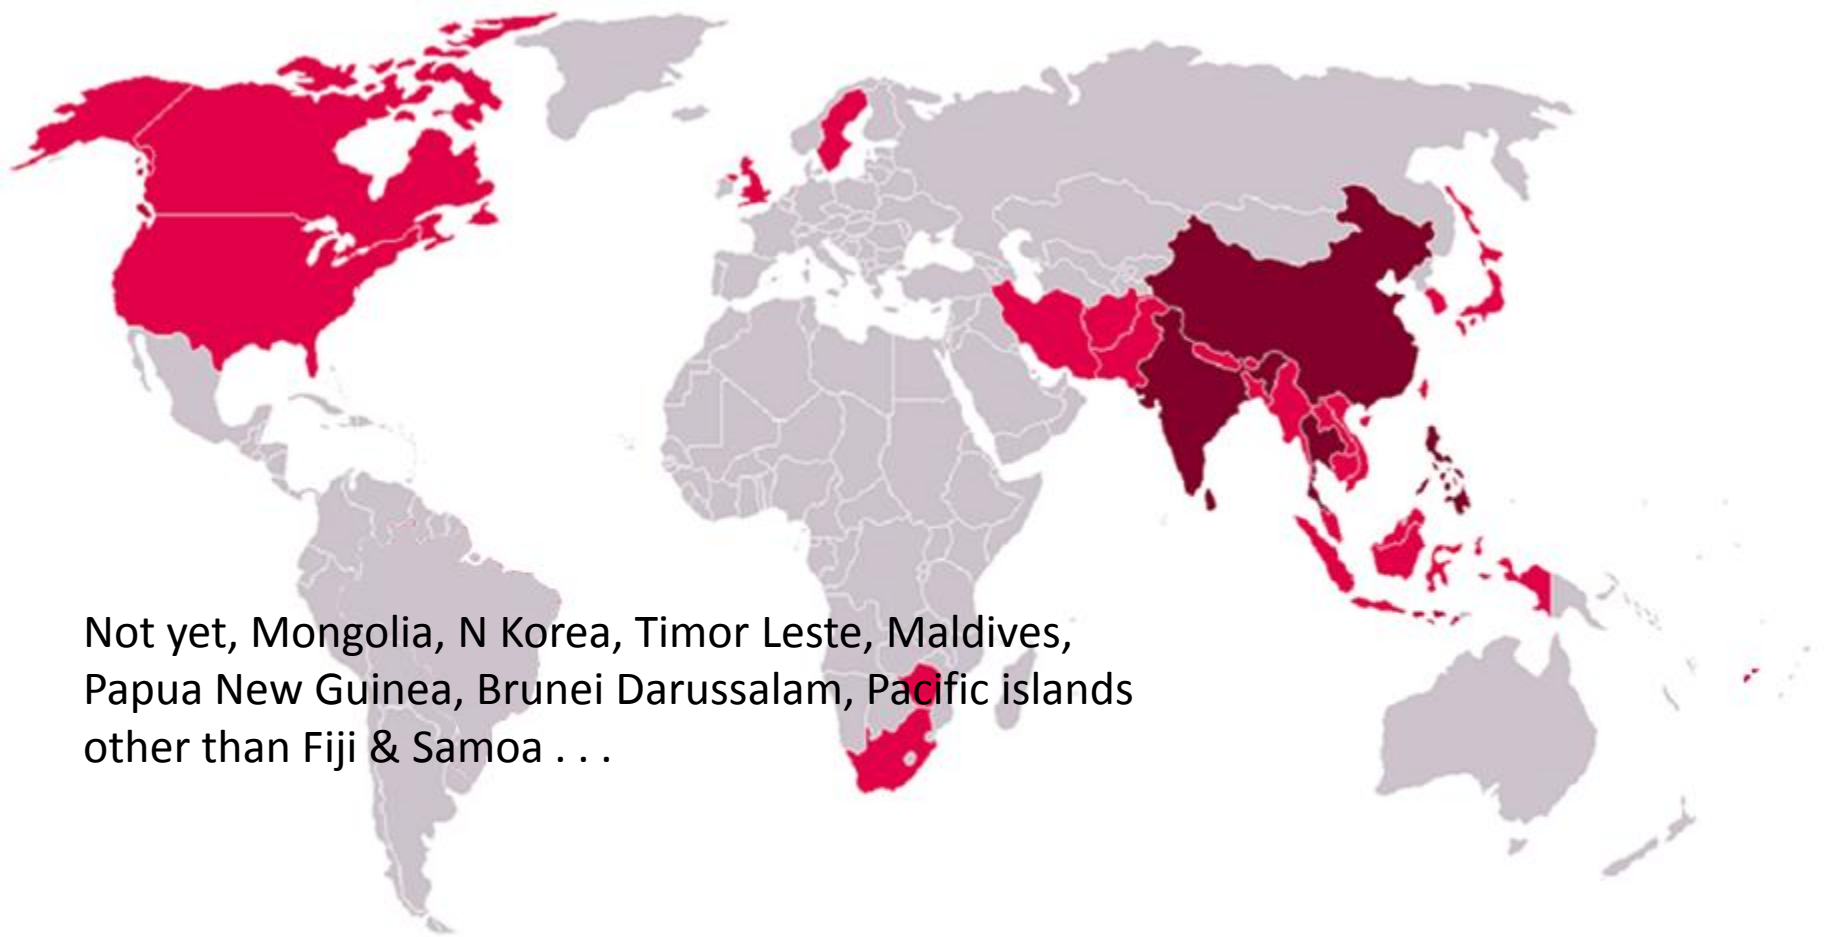 Not yet, Mongolia, N Korea, Timor Leste, Maldives,
Papua New Guinea, Brunei Darussalam, Pacific islands
other than Fiji & Samoa . . .